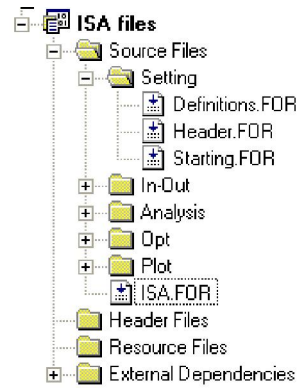 ISA files
Source Files
Setting
Definitions.FOR
Header.FOR
Starting.FOR
In-Out
Analysis
Opt
Plot
ISA.FOR
Header Files
Resource Files
External Dependencies